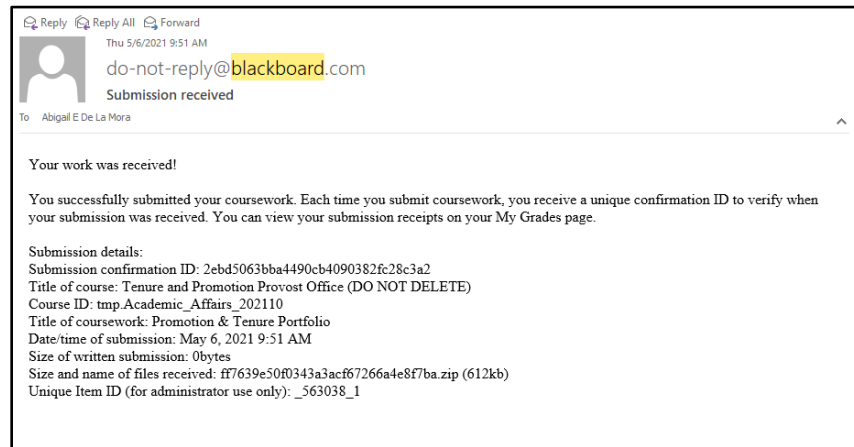 Reply Reply All Forward
Thu 5/6/2021 9:51 AM
do-not-reply@blackboard.com
Submission received
To Abigail E De La Mora
Your work was received!
You successfully submitted your coursework. Each time you submit coursework, you receive a unique confirmation ID to verify when
your submission was received. You can view your submission receipts on your My Grades page.
Submission details:
Submission confirmation ID: 2ebd5063bba4490cb4090382fc28c3a2
Title of course: Tenure and Promotion Provost Office (DO NOT DELETE)
Course ID: tmp.Academic_Affairs_202110
Title of coursework: Promotion & Tenure Portfolio
Date/time of submission: May 6, 2021 9:51 AM
Size of written submission: 0bytes
Size and name of files received: ff7639e50f0343a3acf67266a4e8f7ba.zip (612kb)
Unique Item ID (for administrator use only): _563038_1